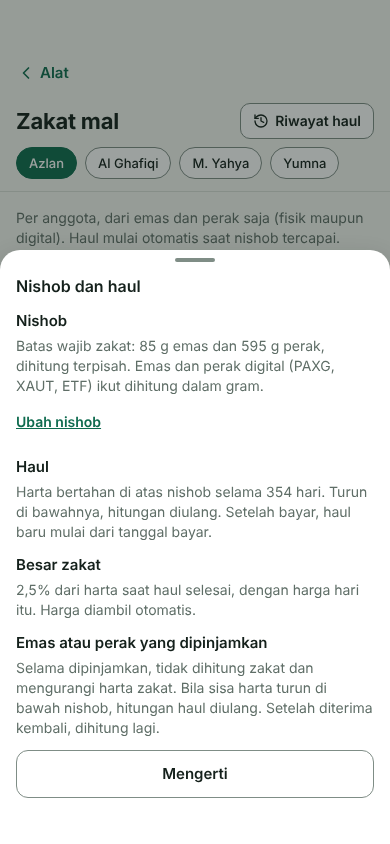 Alat
Zakat mal
Riwayat haul
Azlan
Al Ghafiqi
M. Yahya
Yumna
Per anggota, dari emas dan perak saja (fisik maupun
digital). Haul mulai otomatis saat nishob tercapai.
Nishob dan haul
Nishob
Batas wajib zakat: 85 g emas dan 595 g perak,
dihitung terpisah. Emas dan perak digital (PAXG,
XAUT, ETF) ikut dihitung dalam gram.
Ubah nishob
Haul
Harta bertahan di atas nishob selama 354 hari. Turun
di bawahnya, hitungan diulang. Setelah bayar, haul
baru mulai dari tanggal bayar.
Besar zakat
2,5% dari harta saat haul selesai, dengan harga hari
itu. Harga diambil otomatis.
Emas atau perak yang dipinjamkan
Selama dipinjamkan, tidak dihitung zakat dan
mengurangi harta zakat. Bila sisa harta turun di
bawah nishob, hitungan haul diulang. Setelah diterima
kembali, dihitung lagi.
Mengerti